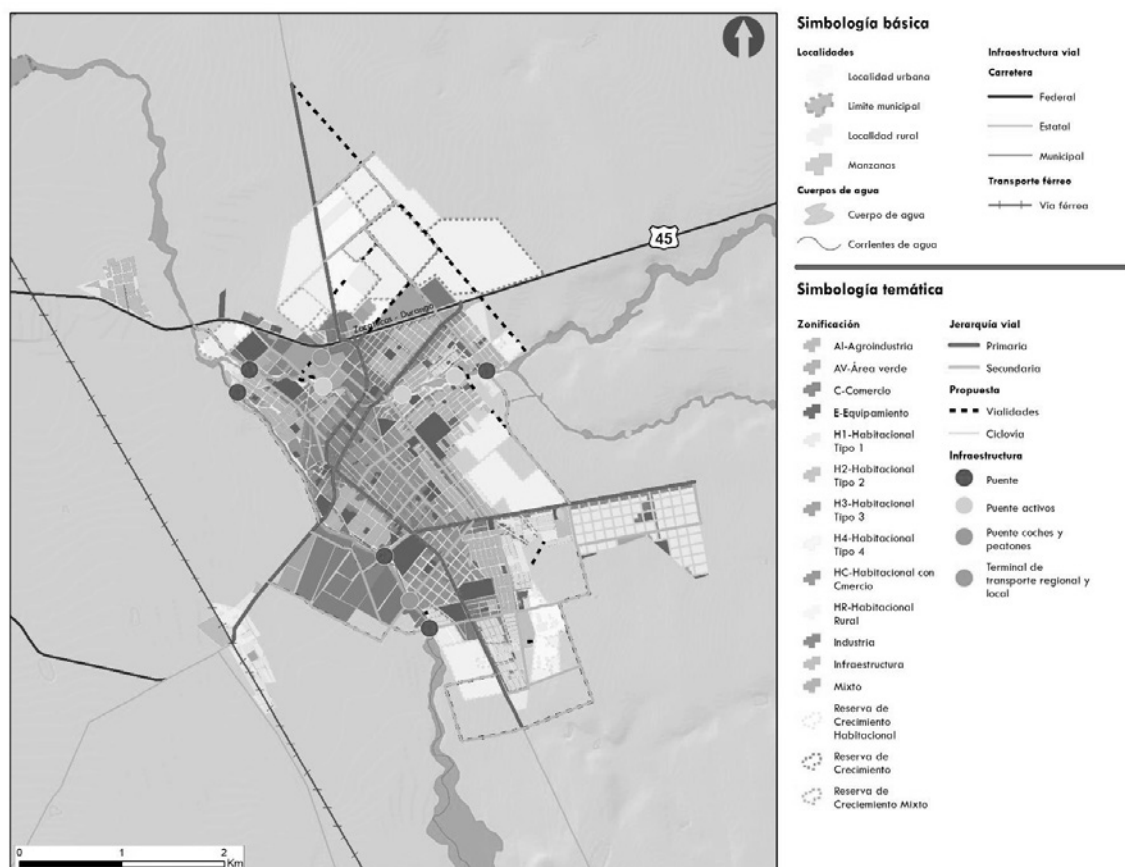 45
Zacatecas - Durango
0 1 2
Km
Simbología básica
Localidades
Localidad urbana
Límite municipal
Localidad rural
Manzanas
Cuerpos de agua
Cuerpo de agua
Corrientes de agua
Infraestructura vial
Carretera
Federal
Estatal
Municipal
Transporte férreo
Vía férrea
Simbología temática
Zonificación
AI-Agroindustria
AV-Área verde
C-Comercio
E-Equipamiento
H1-Habitacional
Tipo 1
H2-Habitacional
Tipo 2
H3-Habitacional
Tipo 3
H4-Habitacional
Tipo 4
HC-Habitacional con
Cmercio
HR-Habitacional
Rural
Industria
Infraestructura
Mixto
Reserva de
Crecimiento
Habitacional
Reserva de
Crecimiento
Reserva de
Creciemiento Mixto
Jerarquía vial
Primaria
Secundaria
Propuesta
Vialidades
Ciclovía
Infraestructura
Puente
Puente activos
Puente coches y
peatones
Terminal de
transporte regional y
local